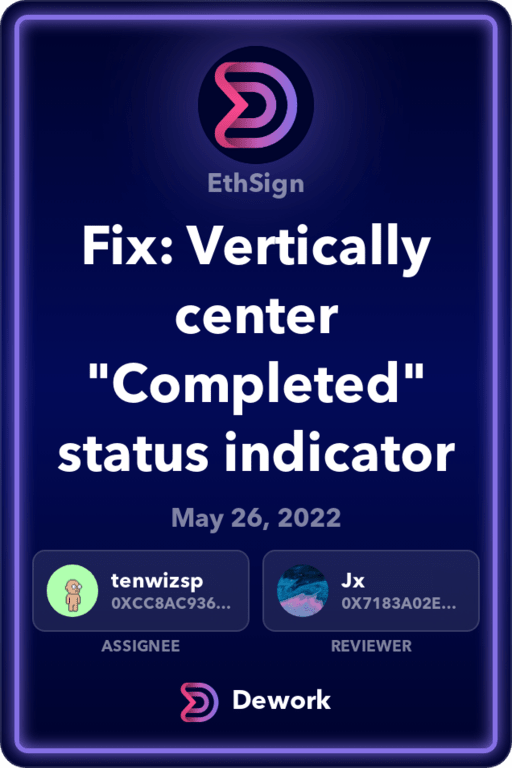 EthSign
Fix: Vertically
center
"Completed"
status indicator
May 26, 2022
tenwizsp
0XCC8AC936...
Jx
0X7183A02E...
ASSIGNEE
REVIEWER
Dework